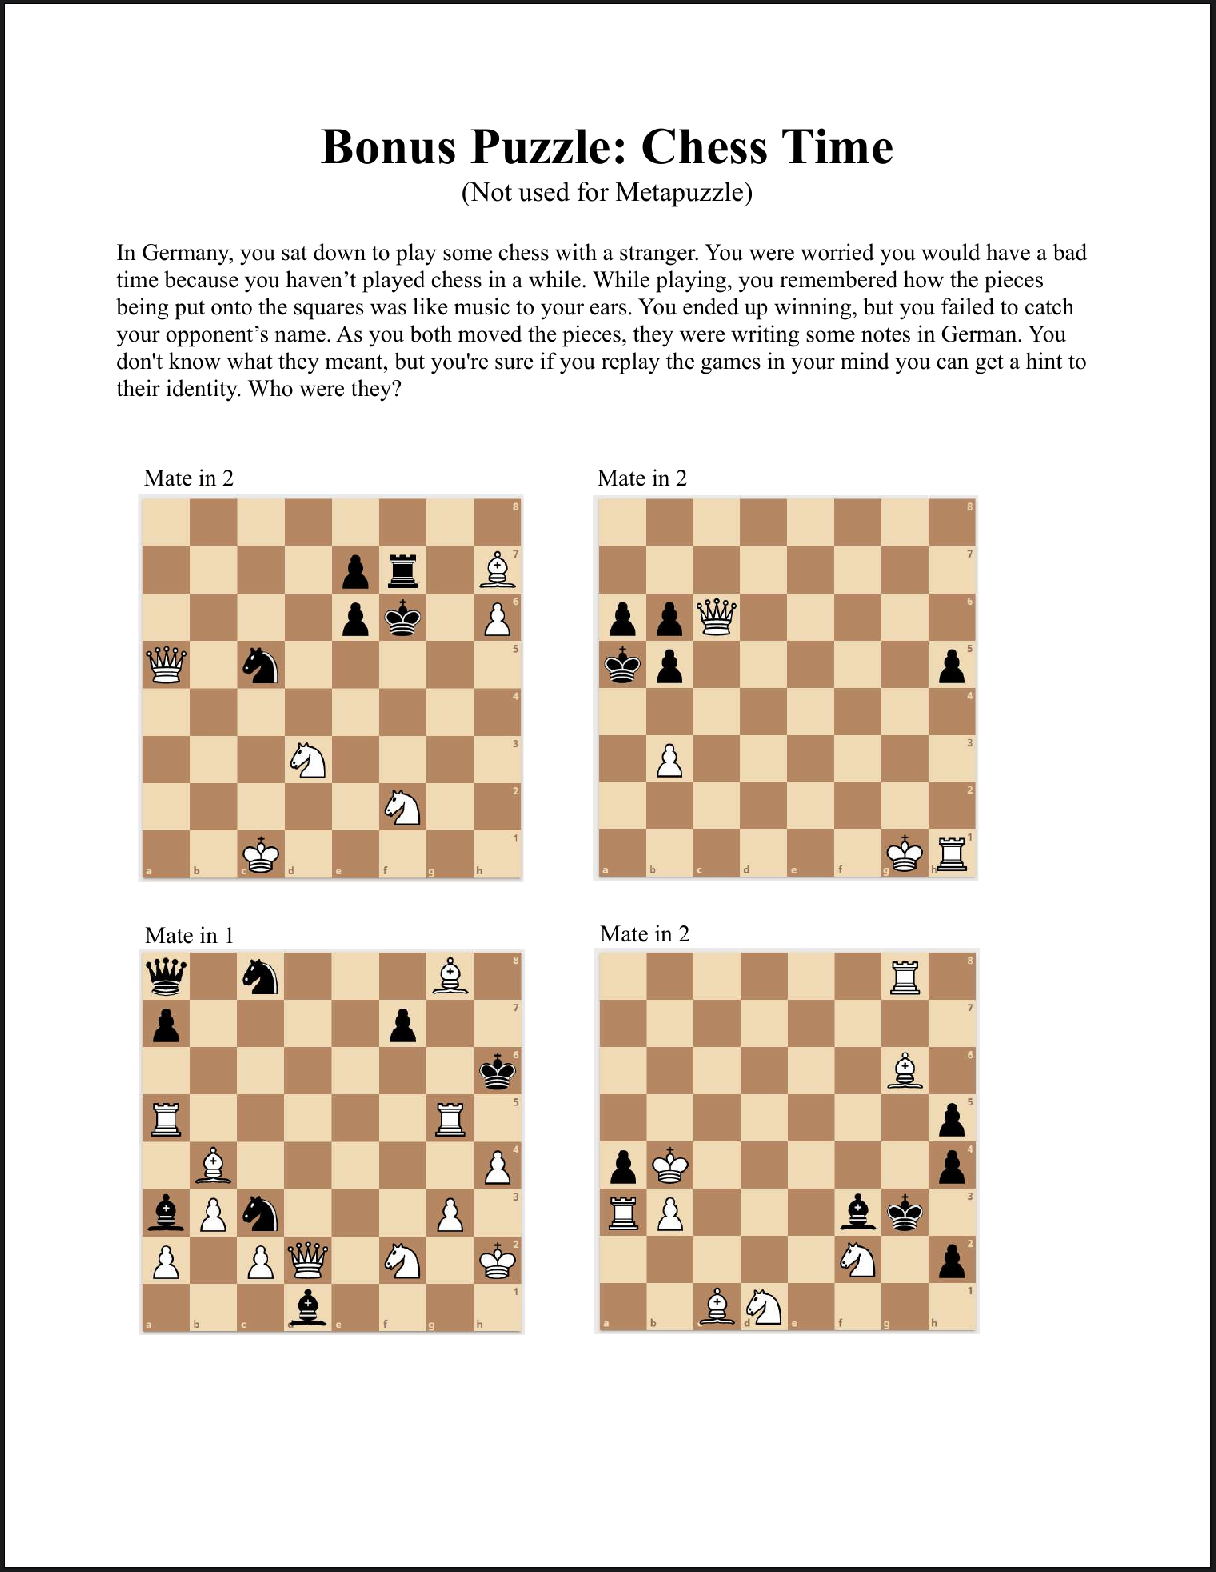 Bonus Puzzle: Chess Time
(Not used for Metapuzzle)
In Germany, you sat down to play some chess with a stranger. You were worried you would have a bad
time because you haven’t played chess in a while. While playing, you remembered how the pieces
being put onto the squares was like music to your ears. You ended up winning, but you failed to catch
your opponent’s name. As you both moved the pieces, they were writing some notes in German. You
don't know what they meant, but you're sure if you replay the games in your mind you can get a hint to
their identity. Who were they?
Mate in 2
Mate in 2
8
7
6
5
4
3
2
1
a b c d e f g h
8
7
6
5
4
3
2
1
a b c d e f g h
Mate in 1
Mate in 2
8
7
6
5
4
3
2
1
a b c d e f g h
8
7
6
5
4
3
2
1
a b c d e f g h